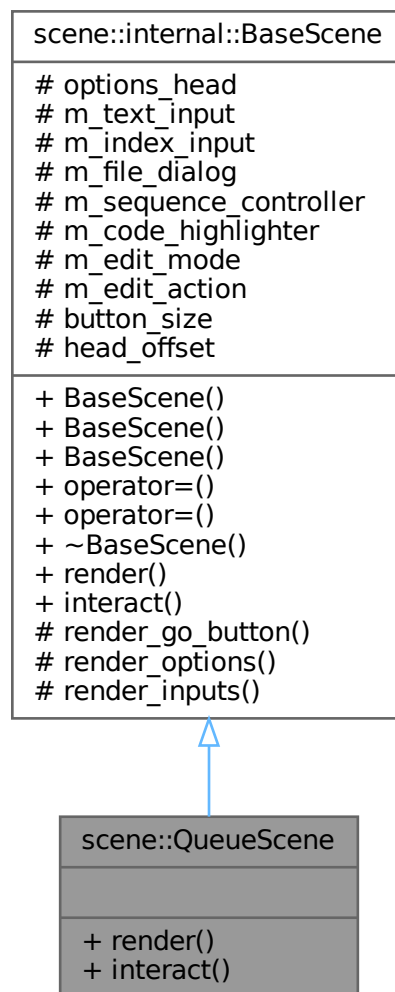 scene::internal::BaseScene
# options_head
# m_text_input
# m_index_input
# m_file_dialog
# m_sequence_controller
# m_code_highlighter
# m_edit_mode
# m_edit_action
# button_size
# head_offset
+ BaseScene()
+ BaseScene()
+ BaseScene()
+ operator=()
+ operator=()
+ ~BaseScene()
+ render()
+ interact()
# render_go_button()
# render_options()
# render_inputs()
scene::QueueScene
+ render()
+ interact()